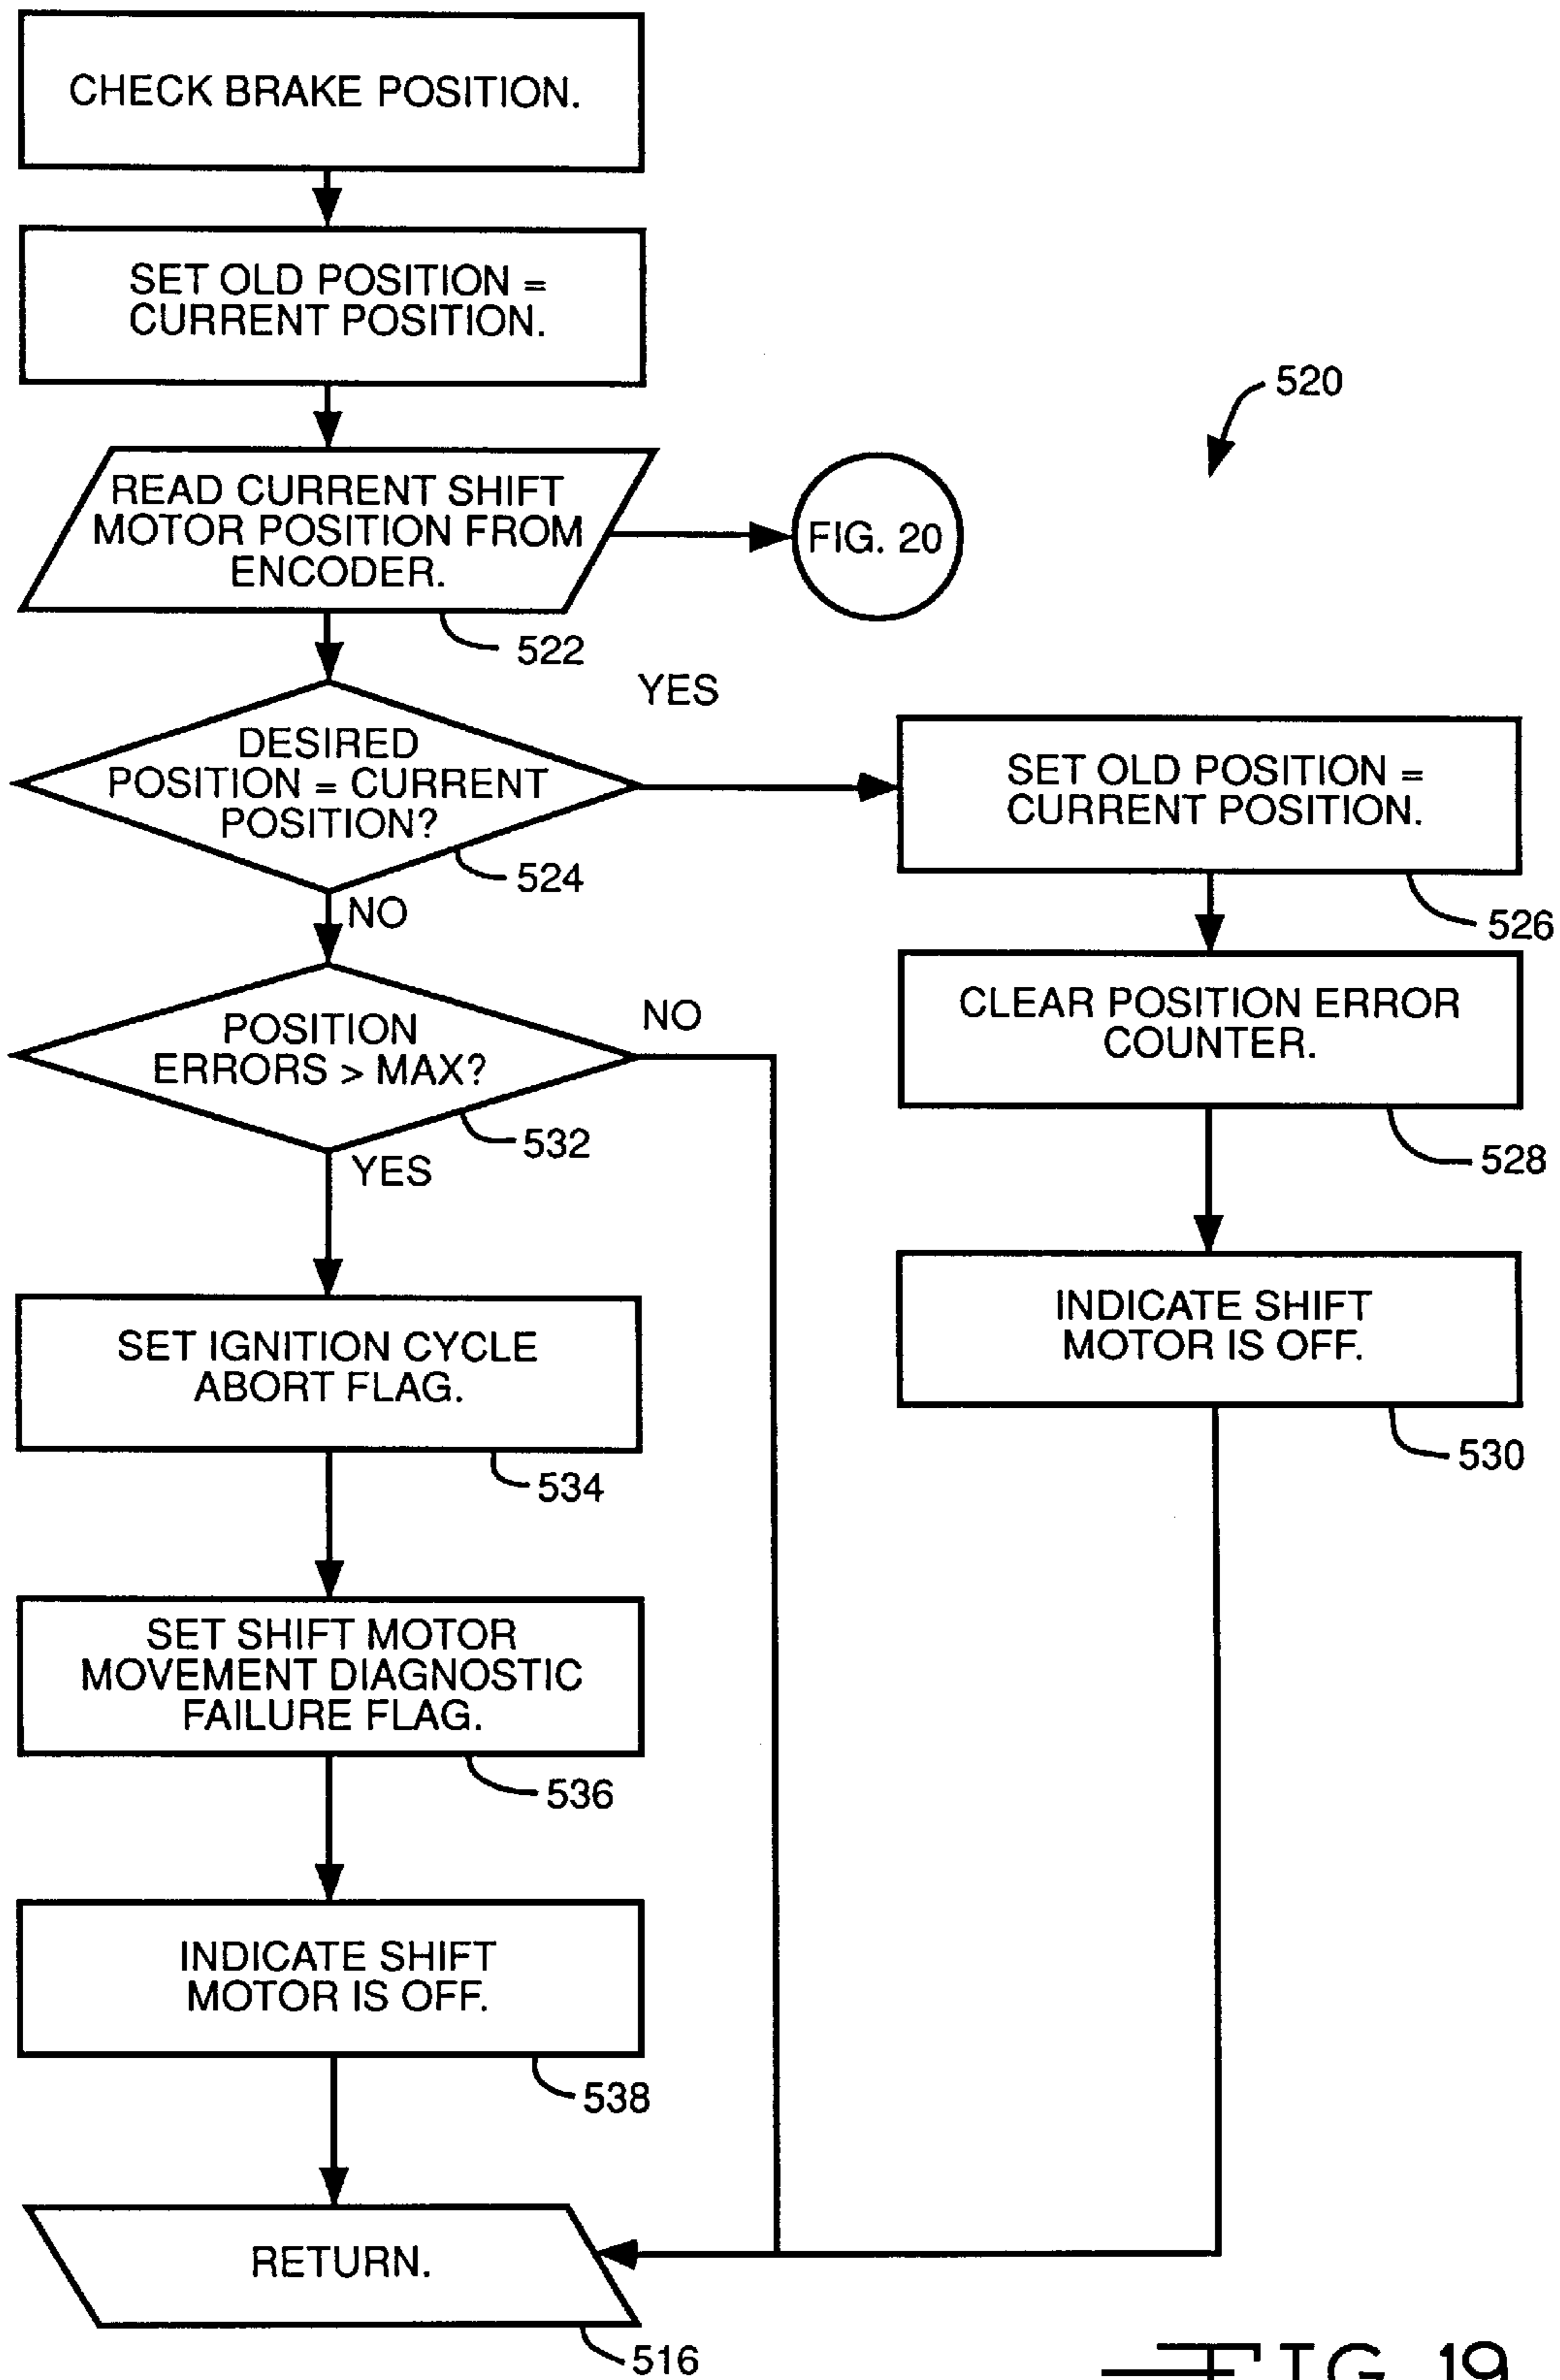 CHECK BRAKE POSITION.
SET OLD POSITION =
CURRENT POSITION.
520
READ CURRENT SHIFT
MOTOR POSITION FROM
ENCODER.
FIG. 20
522
YES
DESIRED
POSITION = CURRENT
POSITION?
524
NO
SET OLD POSITION =
CURRENT POSITION.
526
POSITION
ERRORS > MAX?
NO
532
YES
CLEAR POSITION ERROR
COUNTER.
528
INDICATE SHIFT
MOTOR IS OFF.
530
SET IGNITION CYCLE
ABORT FLAG.
534
SET SHIFT MOTOR
MOVEMENT DIAGNOSTIC
FAILURE FLAG.
536
INDICATE SHIFT
MOTOR IS OFF.
538
RETURN.
516
FIG 19